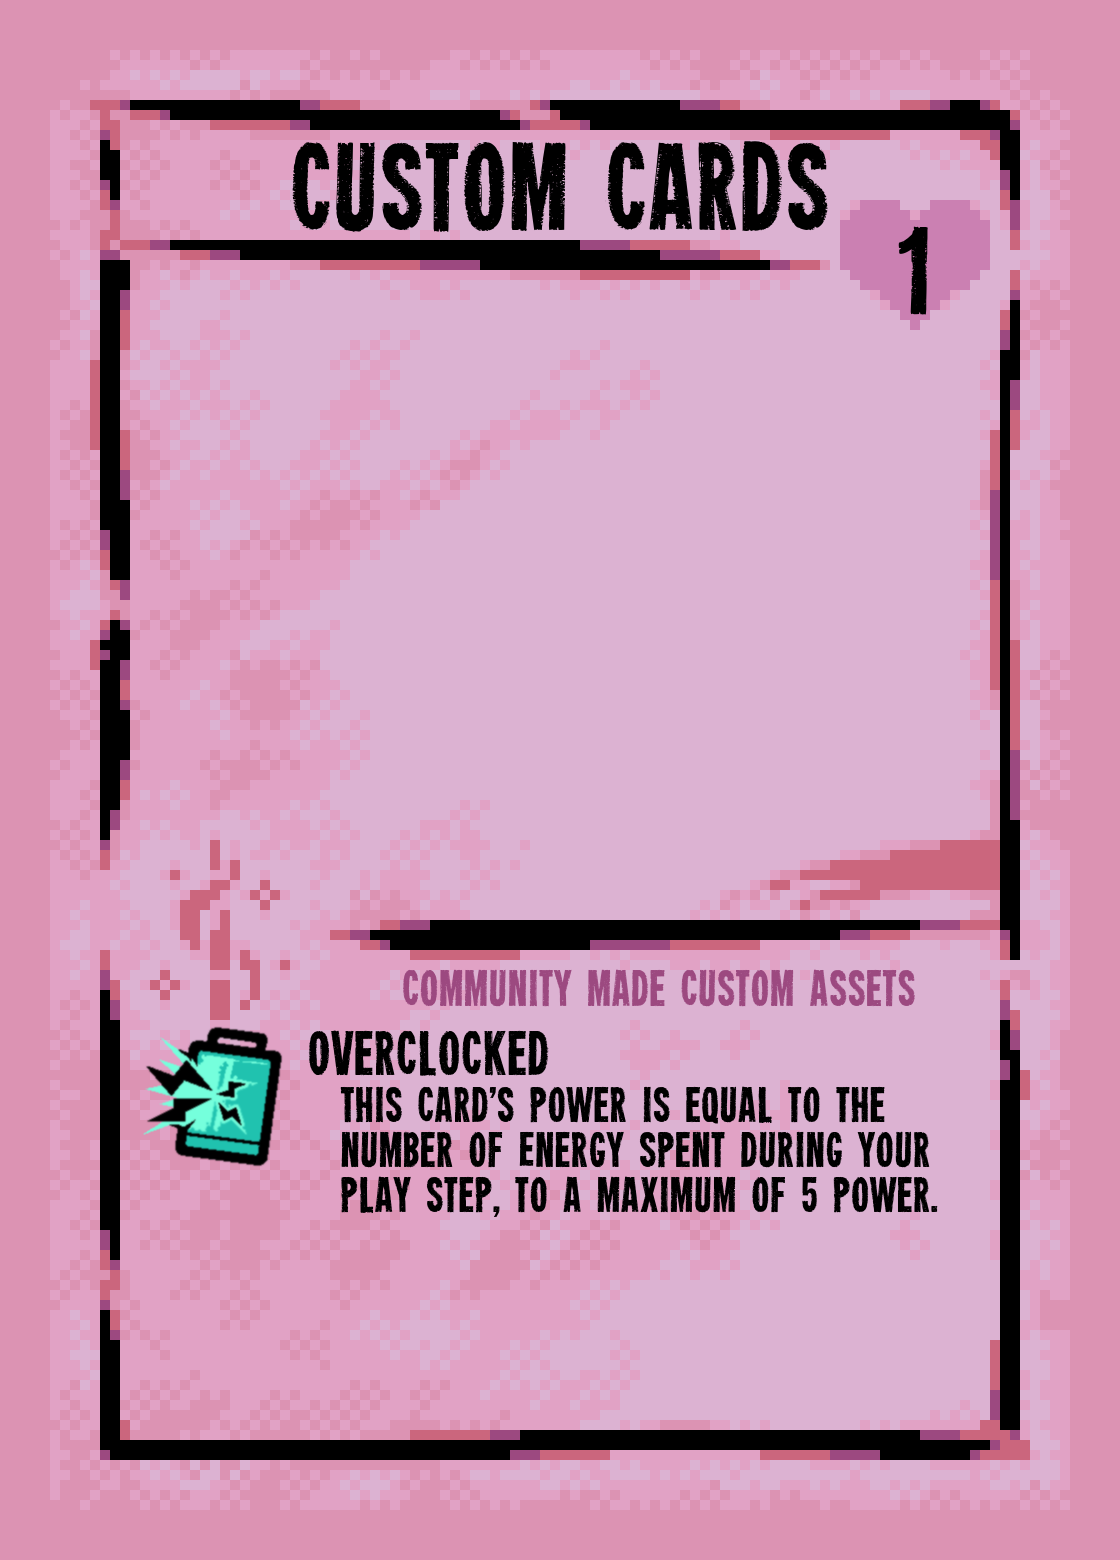 CUSTOM CARDS
1
COMMUNITY MADE CUSTOM ASSETS
OVERCLOCKED
THIS CARD'S POWER IS EQUAL TO THE
NUMBER OF ENERGY SPENT DURING YOUR
PLAY STEP, TO A MAXIMUM OF 5 POWER.